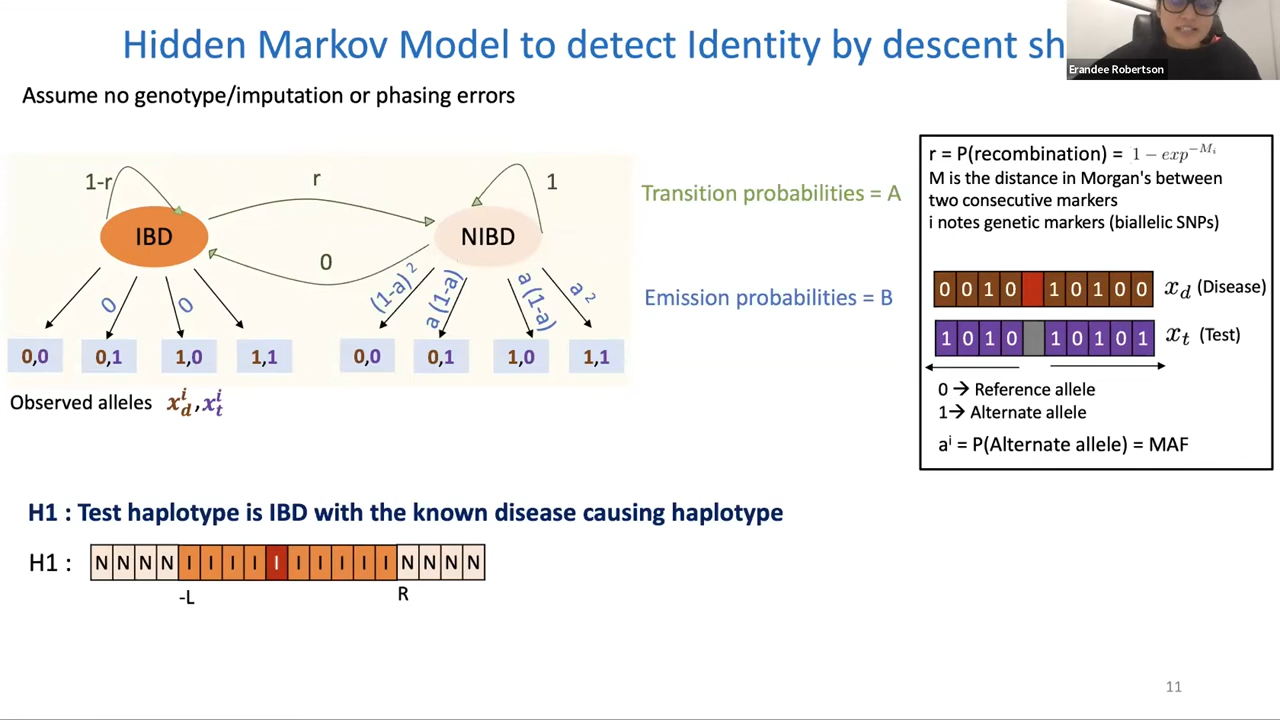 Hidden Markov Model to detect Identity by descent sh
Erandee Robertson
Assume no genotype/imputation or phasing errors
1-r
r
1
IBD
NIBD
0
0
0
(1-a)²
a (1-a)
a (1-a)
a²
0,0
0,1
1,0
1,1
0,0
0,1
1,0
1,1
Observed alleles xᵢd,xᵢt
Transition probabilities = A
Emission probabilities = B
r = P(recombination) = 1 − exp^−Mᵢ
M is the distance in Morgan's between
two consecutive markers
i notes genetic markers (biallelic SNPs)
0 0 1 0 1 0 1 0 0 x_d (Disease)
1 0 1 0 1 0 1 0 1 x_t (Test)
0 → Reference allele
1→ Alternate allele
aⁱ = P(Alternate allele) = MAF
H1 : Test haplotype is IBD with the known disease causing haplotype
H1 : N N N N I I I I I I I I I I N N N N
-L
R
11